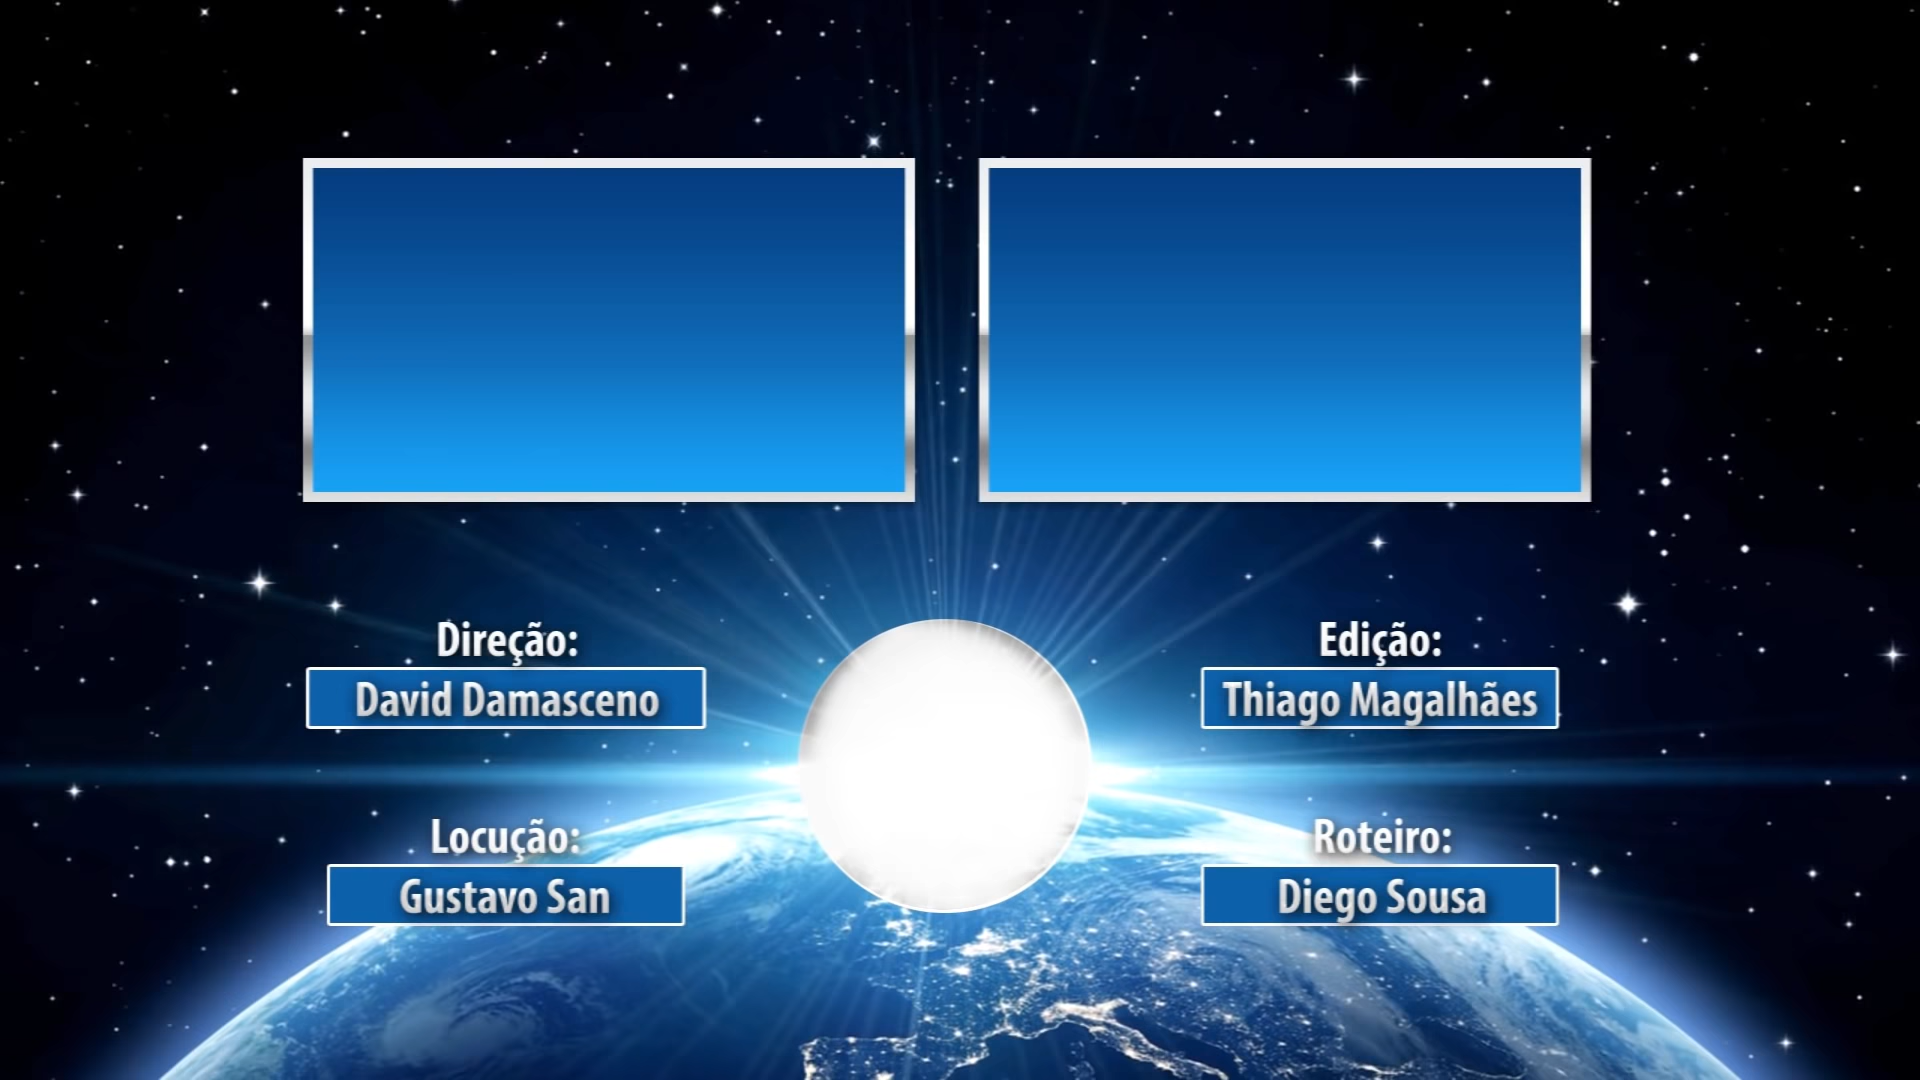 Direção:
David Damasceno
Edição:
Thiago Magalhães
Locução:
Gustavo San
Roteiro:
Diego Sousa